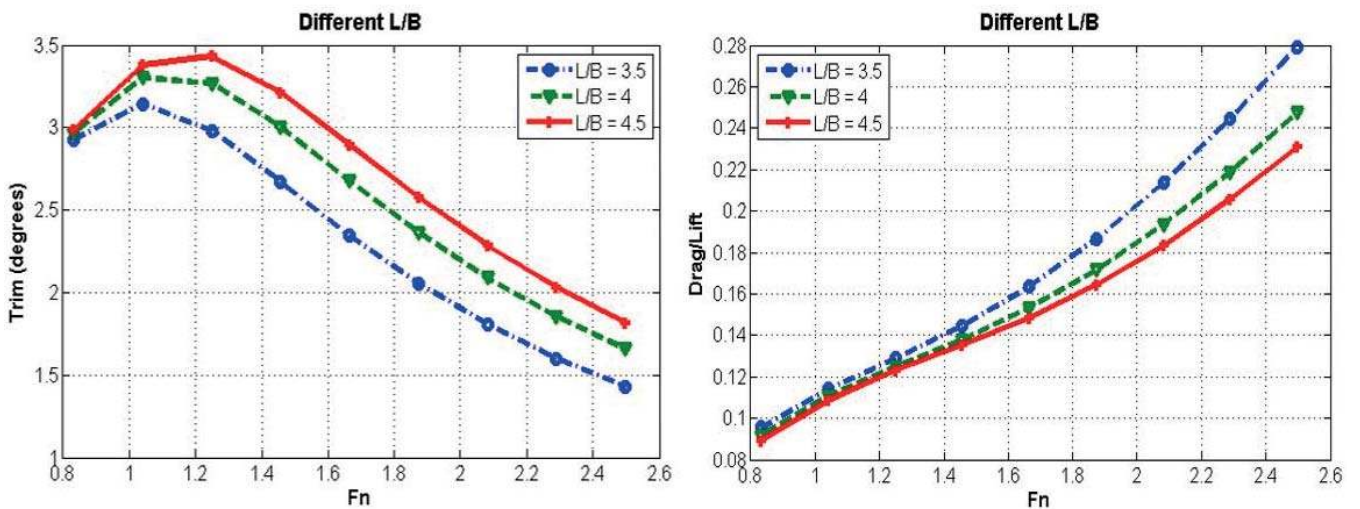 Different L/B
Trim (degrees)
3.5
3
2.5
2
1.5
1
L/B = 3.5
L/B = 4
L/B = 4.5
0.8 1 1.2 1.4 1.6 1.8 2 2.2 2.4 2.6
Fn
Different L/B
Drag/Lift
0.28
0.26
0.24
0.22
0.2
0.18
0.16
0.14
0.12
0.1
0.08
L/B = 3.5
L/B = 4
L/B = 4.5
0.8 1 1.2 1.4 1.6 1.8 2 2.2 2.4 2.6
Fn